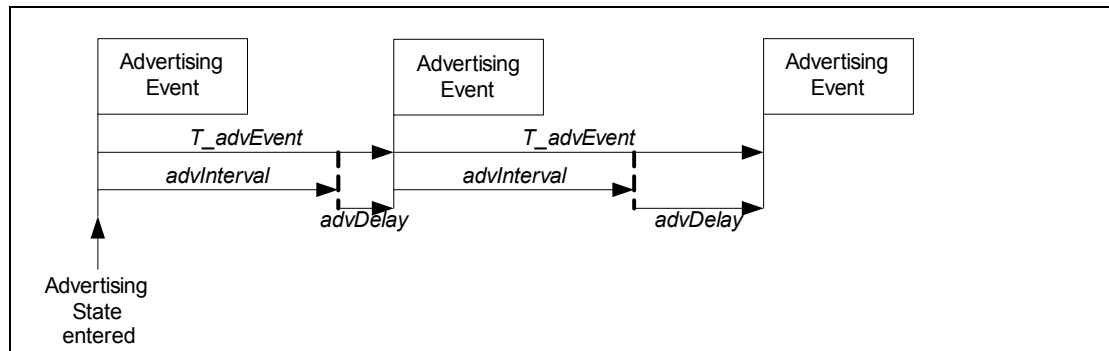 Advertising
Event
Advertising
Event
Advertising
Event
T_advEvent
T_advEvent
advInterval
advInterval
advDelay
advDelay
Advertising
State
entered